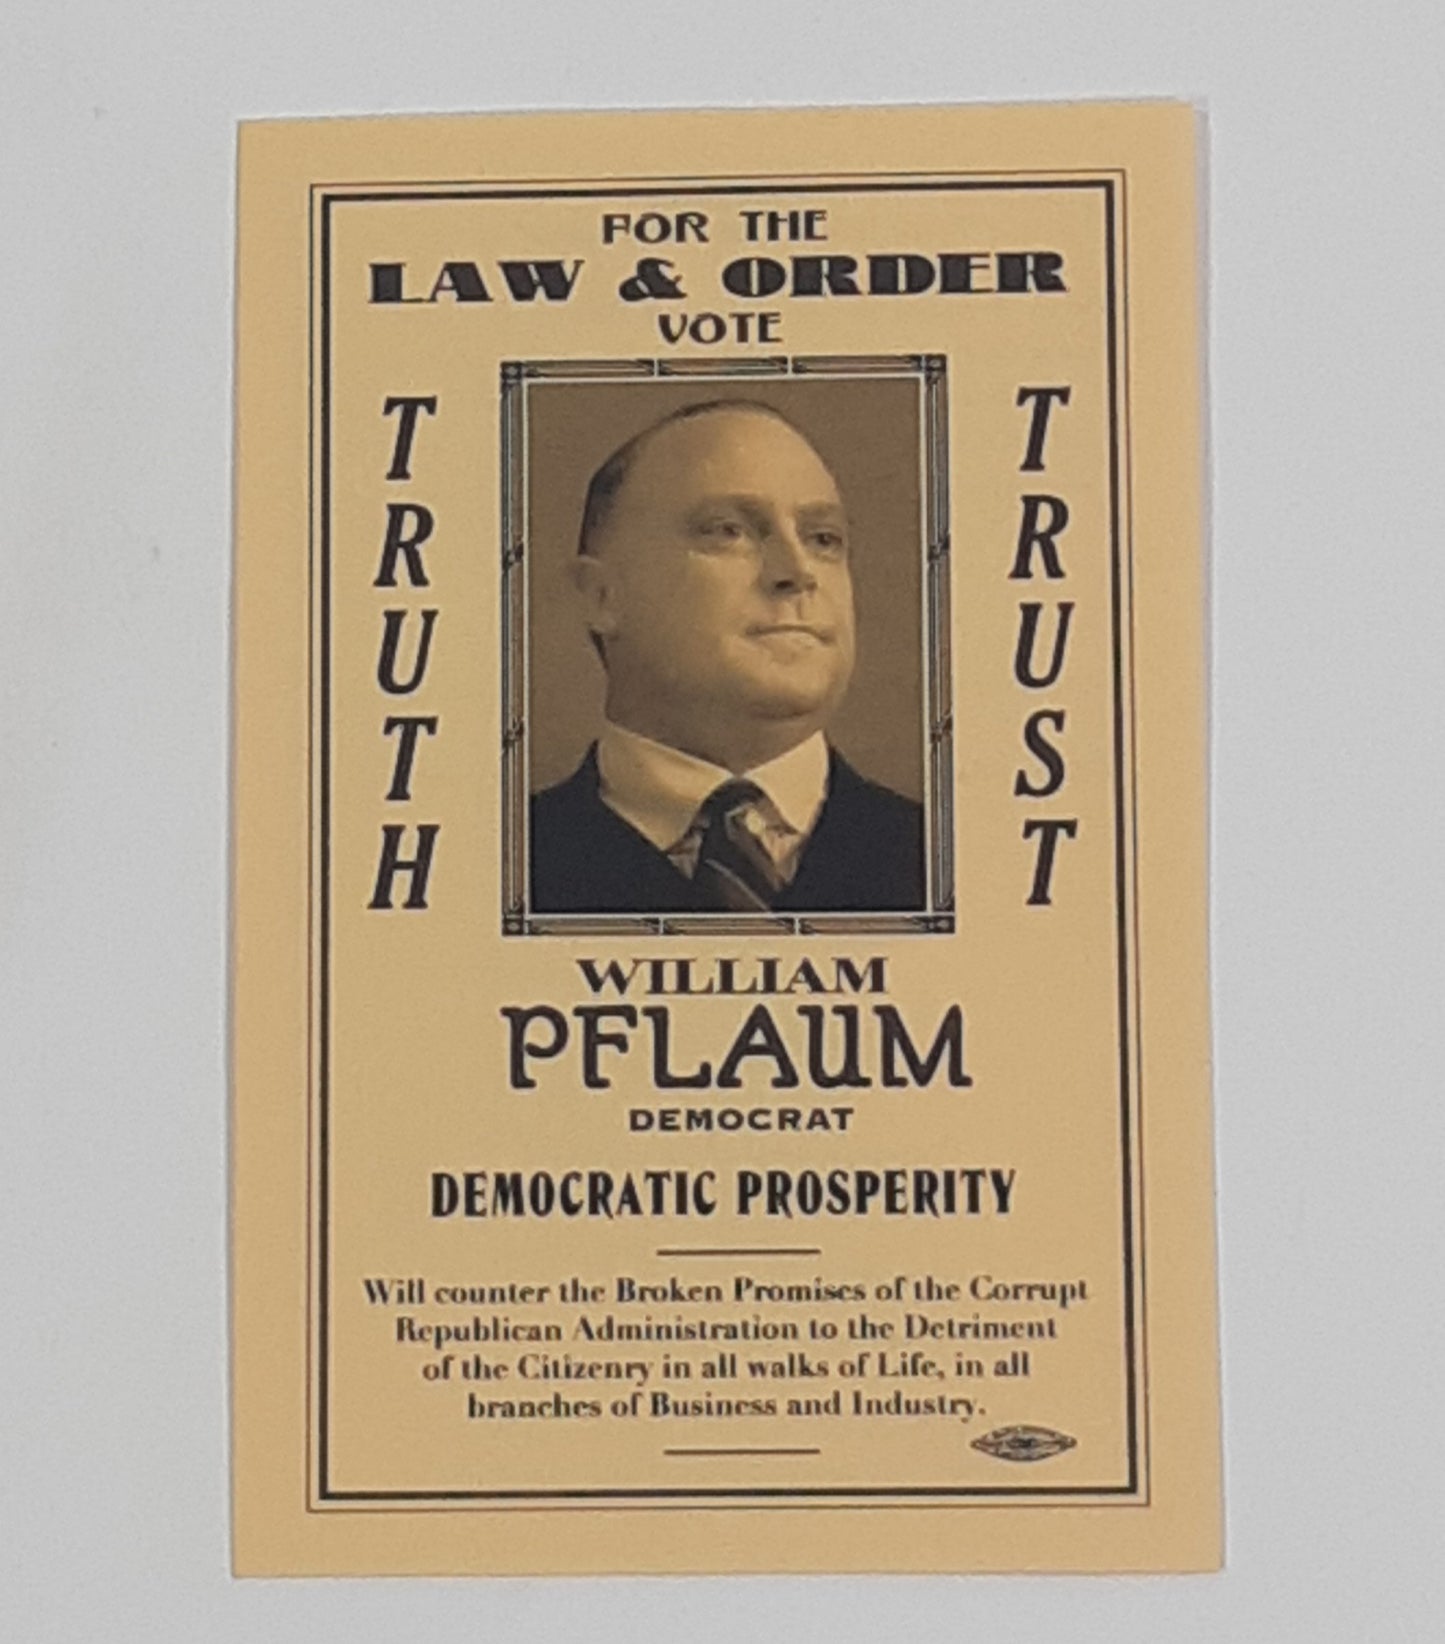 FOR THE
LAW & ORDER
VOTE
TRUTH
TRUST
WILLIAM
PFLAUM
DEMOCRAT
DEMOCRATIC PROSPERITY
Will counter the Broken Promises of the Corrupt
Republican Administration to the Detriment
of the Citizenry in all walks of Life, in all
branches of Business and Industry.